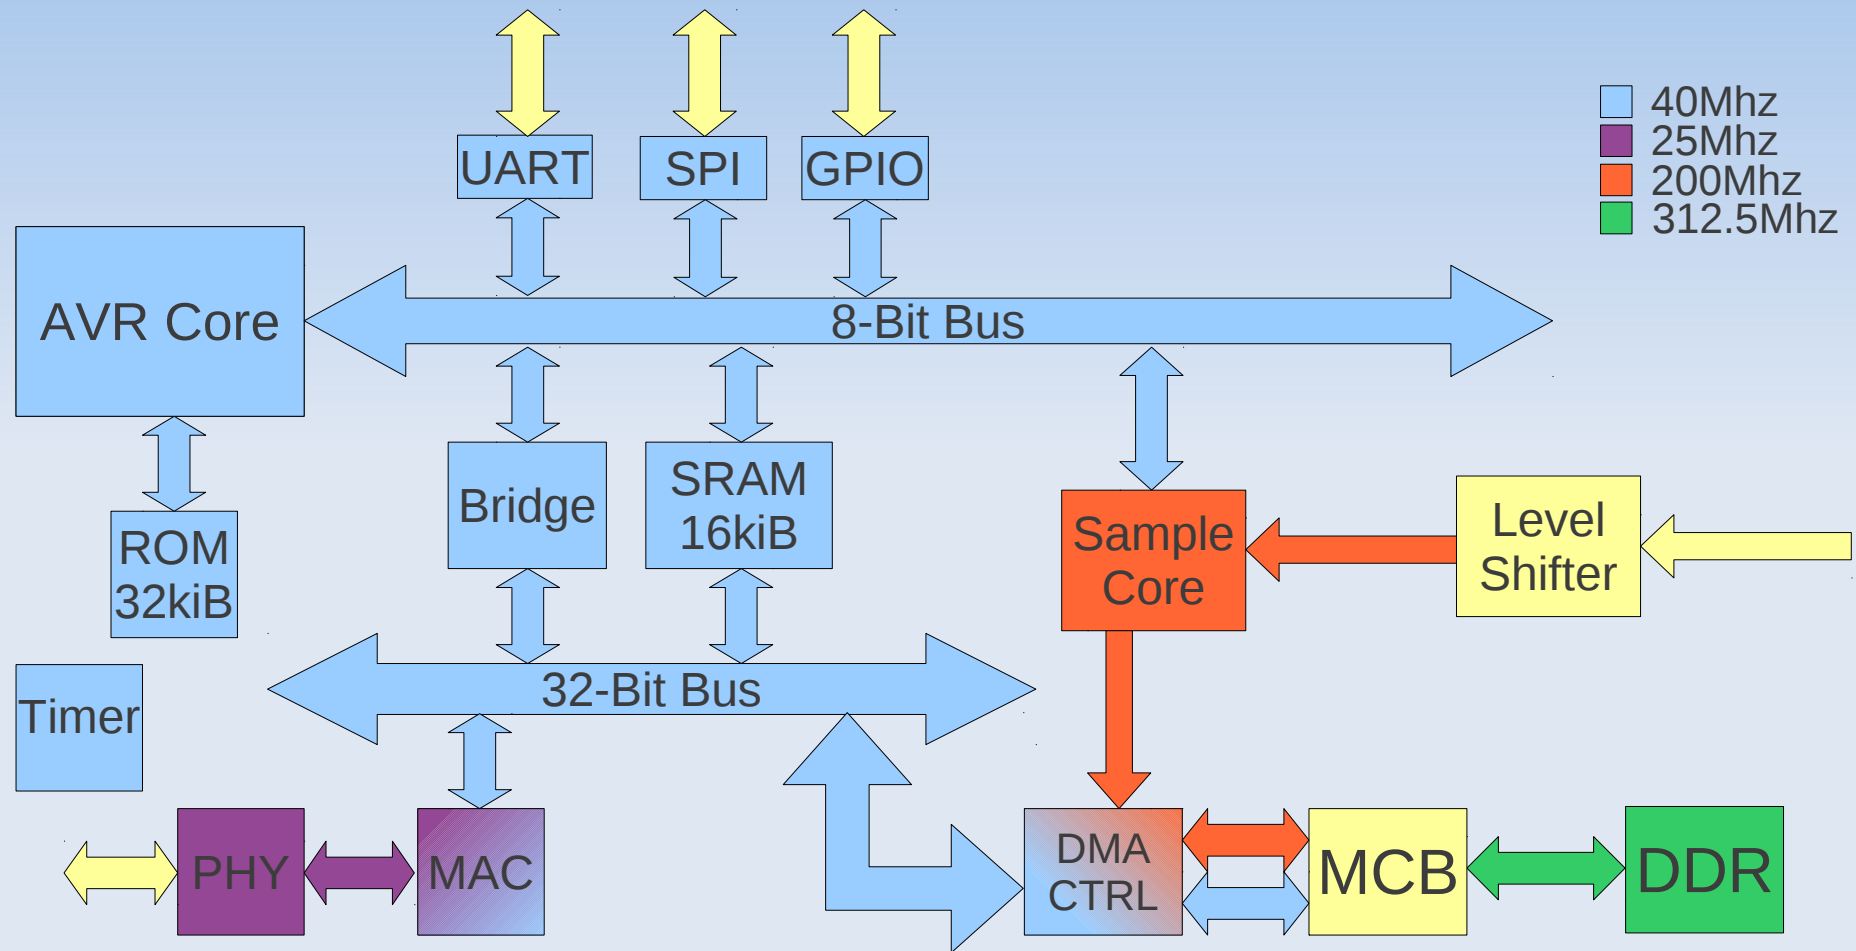 40Mhz
25Mhz
200Mhz
312.5Mhz
UART
SPI
GPIO
AVR Core
8-Bit Bus
Bridge
SRAM
16kiB
Sample
Core
Level
Shifter
ROM
32kiB
32-Bit Bus
Timer
PHY
MAC
DMA
CTRL
MCB
DDR